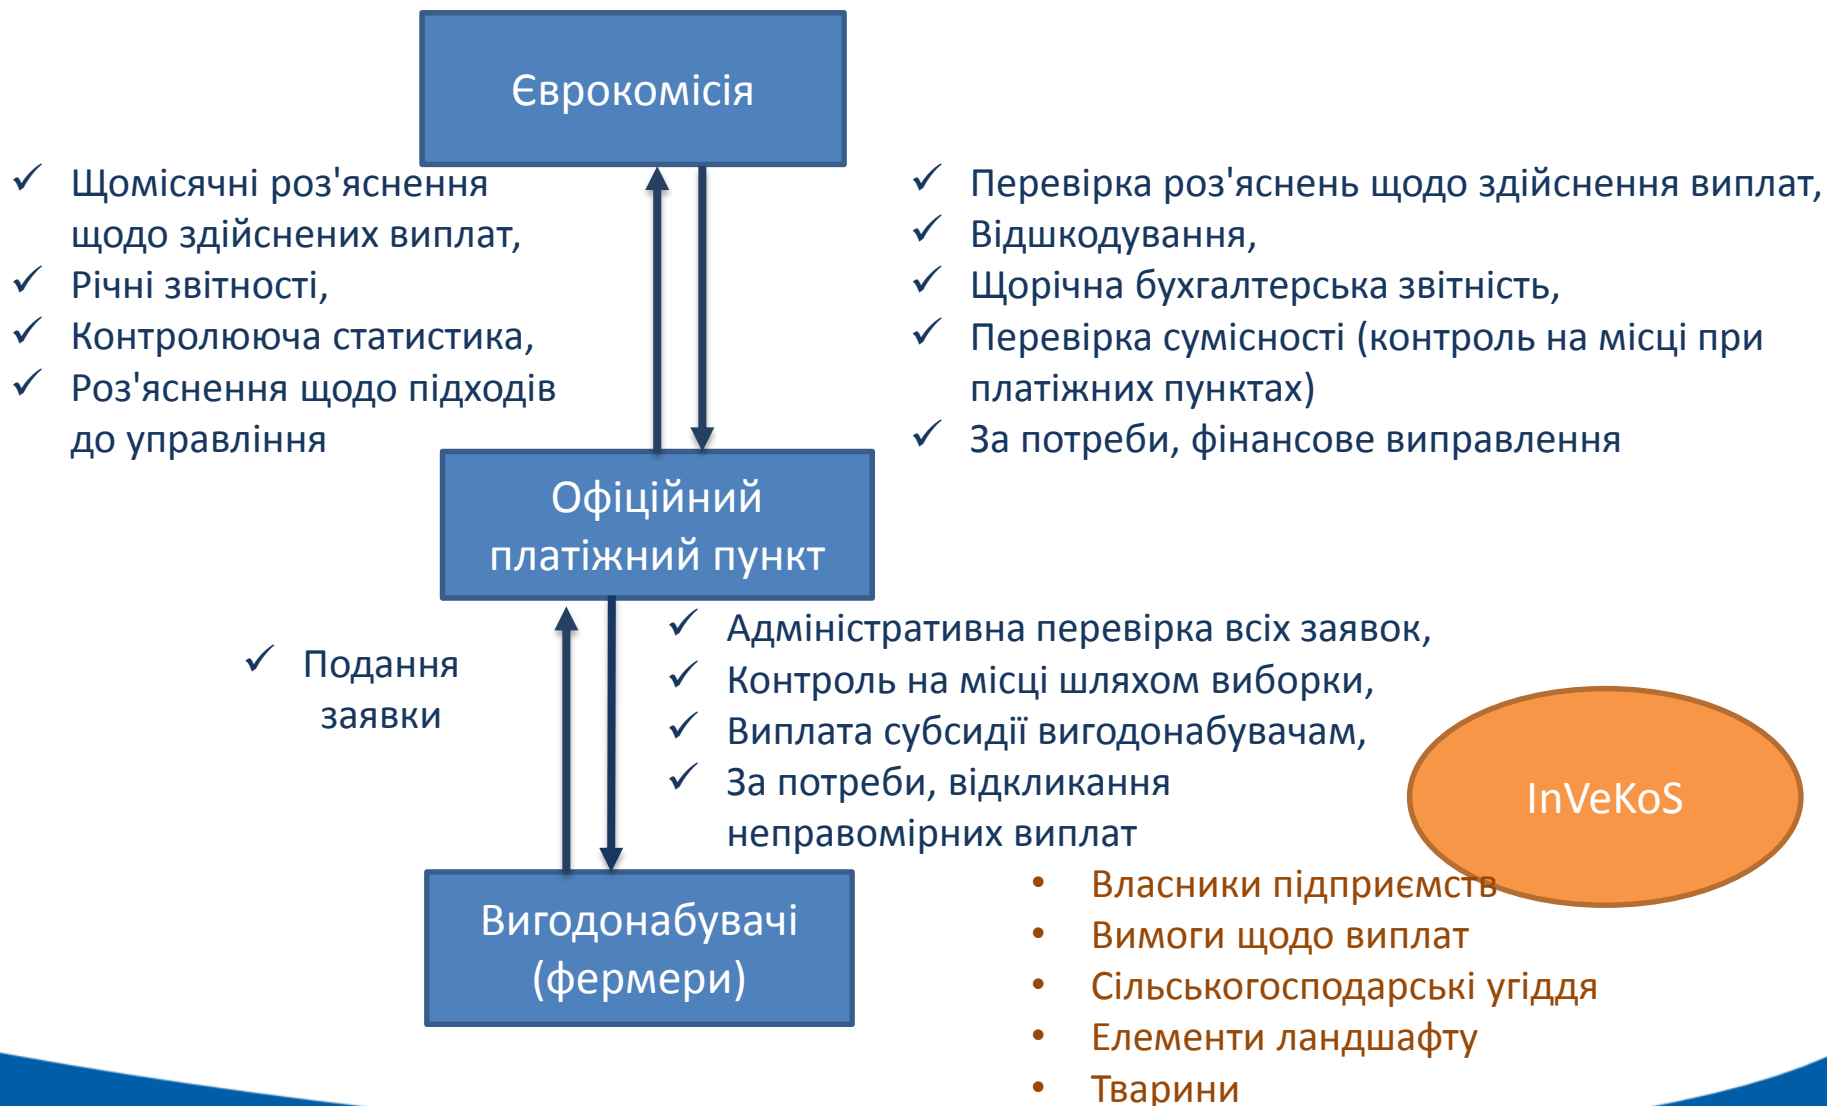 Єврокомісія
✓ Щомісячні роз'яснення
щодо здійснених виплат,
✓ Річні звітності,
✓ Контролююча статистика,
✓ Роз'яснення щодо підходів
до управління
✓ Перевірка роз'яснень щодо здійснення виплат,
✓ Відшкодування,
✓ Щорічна бухгалтерська звітність,
✓ Перевірка сумісності (контроль на місці при
платіжних пунктах)
✓ За потреби, фінансове виправлення
Офіційний
платіжний пункт
✓ Подання
заявки
✓ Адміністративна перевірка всіх заявок,
✓ Контроль на місці шляхом виборки,
✓ Виплата субсидії вигодонабувачам,
✓ За потреби, відкликання
неправомірних виплат
InVeKoS
Вигодонабувачі
(фермери)
• Власники підприємств
• Вимоги щодо виплат
• Сільськогосподарські угіддя
• Елементи ландшафту
• Тварини